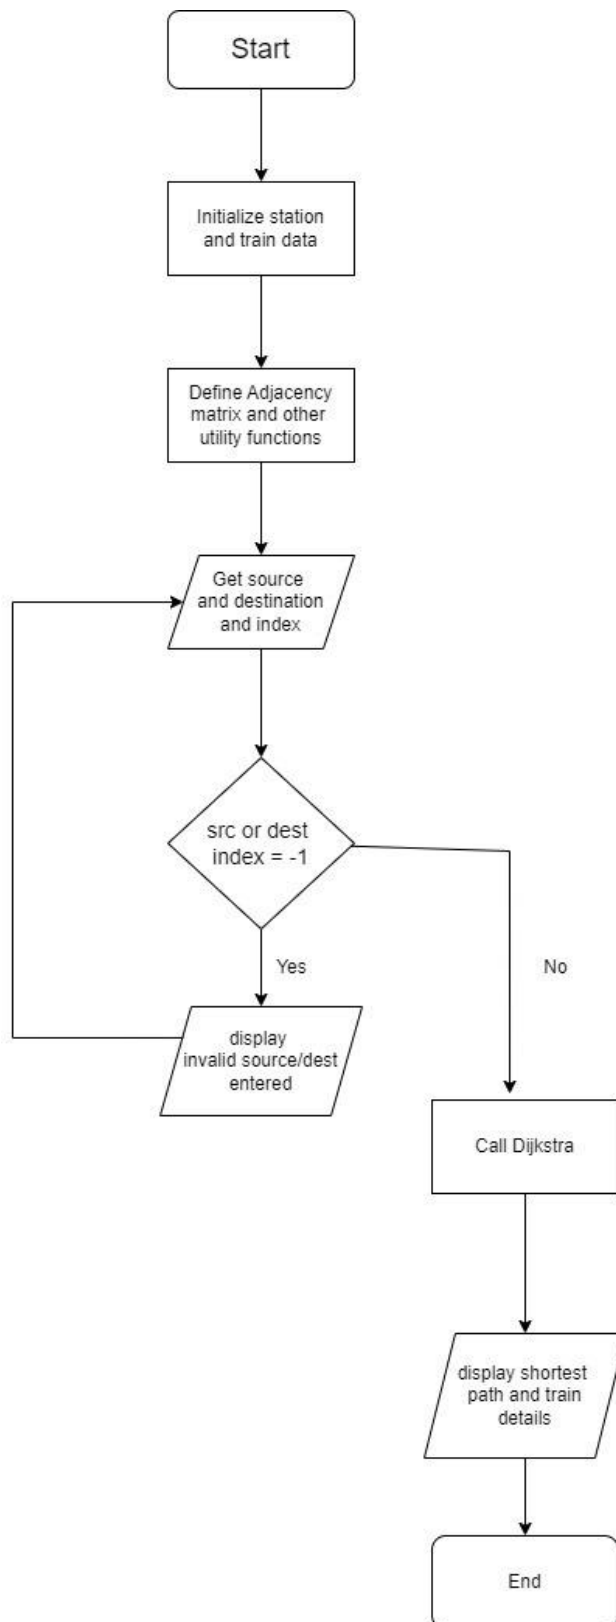 Start
Initialize station
and train data
Define Adjacency
matrix and other
utility functions
Get source
and destination
and index
src or dest
index = -1
Yes
No
display
invalid source/dest
entered
Call Dijkstra
display shortest
path and train
details
End